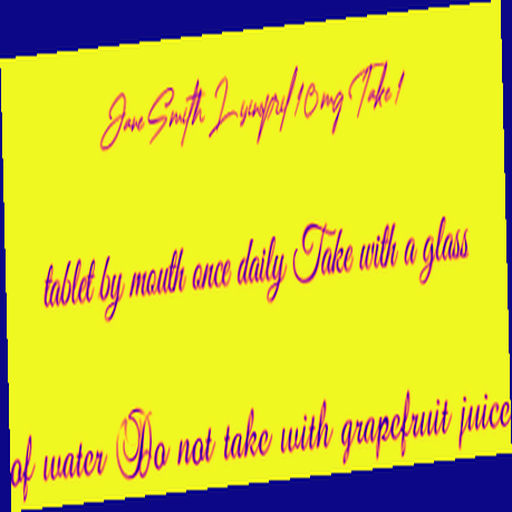 Jane Smith Lysinopril 10mg Take 1
tablet by mouth once daily Take with a glass
of water Do not take with grapefruit juice